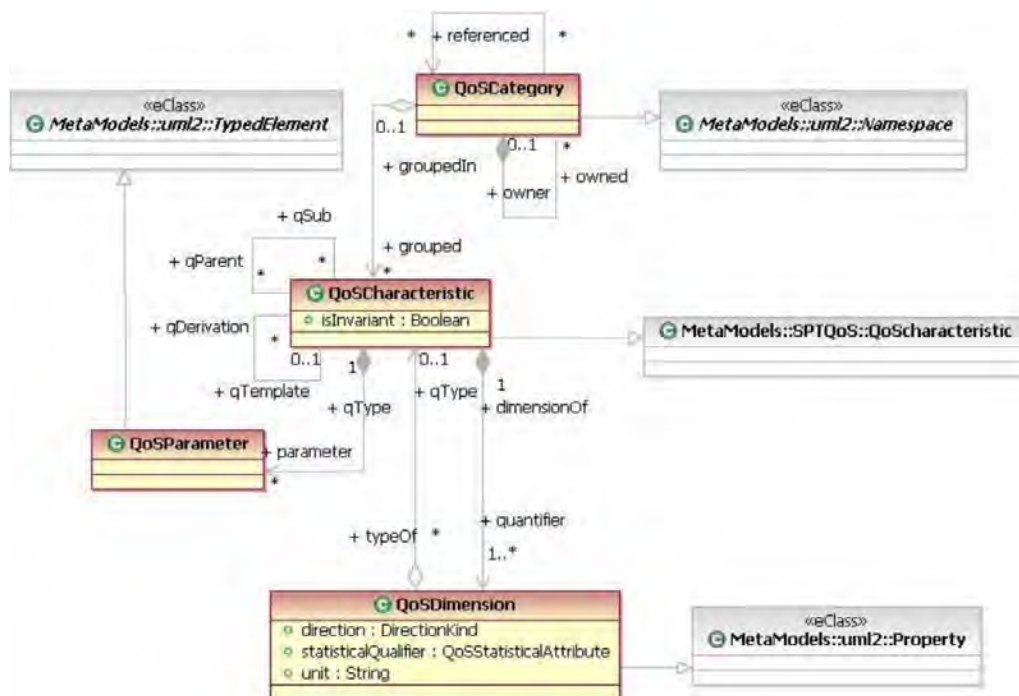 * + referenced *
QoSCategory
«eClass»
MetaModels::uml2::TypedElement
«eClass»
MetaModels::uml2::Namespace
0..1
0..1 *
+ groupedIn
+ owner
+ owned
+ qSub
+ grouped
+ qParent
*
*
*
QoSCharacteristic
isInvariant : Boolean
+ qDerivation
*
MetaModels::SPTQoS::QoScharacteristic
0..1
1
0..1
1
+ qTemplate
+ qType
+ qType
+ dimensionOf
QoSParameter
+ parameter
*
+ typeOf *
+ quantifier
1..*
QoSDimension
direction : DirectionKind
statisticalQualifier : QoSStatisticalAttribute
unit : String
«eClass»
MetaModels::uml2::Property